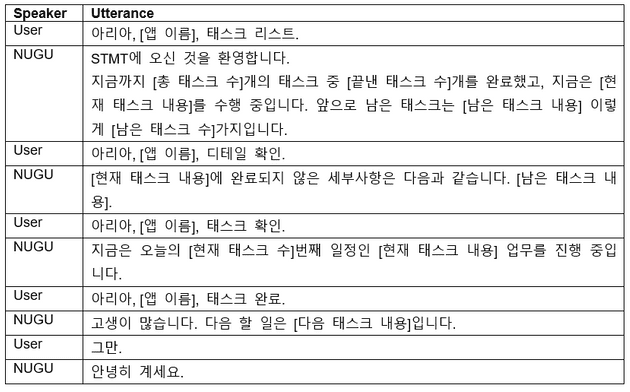 Speaker Utterance
User 아리아, [앱 이름], 태스크 리스트.
NUGU STMT에 오신 것을 환영합니다.
지금까지 [총 태스크 수]개의 태스크 중 [끝낸 태스크 수]개를 완료했고, 지금은 [현
재 태스크 내용]를 수행 중입니다. 앞으로 남은 태스크는 [남은 태스크 내용] 이렇
게 [남은 태스크 수]가지입니다.
User 아리아, [앱 이름], 디테일 확인.
NUGU [현재 태스크 내용]에 완료되지 않은 세부사항은 다음과 같습니다. [남은 태스크 내
용].
User 아리아, [앱 이름], 태스크 확인.
NUGU 지금은 오늘의 [현재 태스크 수]번째 일정인 [현재 태스크 내용] 업무를 진행 중입
니다.
User 아리아, [앱 이름], 태스크 완료.
NUGU 고생이 많습니다. 다음 할 일은 [다음 태스크 내용]입니다.
User 그만.
NUGU 안녕히 계세요.